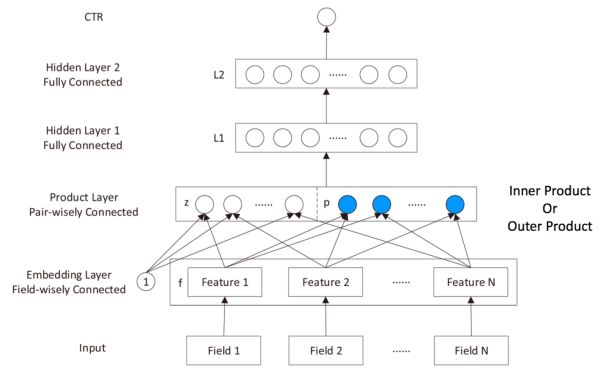 CTR
Hidden Layer 2
Fully Connected
L2
......
Hidden Layer 1
Fully Connected
L1
......
Product Layer
Pair-wisely Connected
z
......
p
......
Inner Product
Or
Outer Product
Embedding Layer
Field-wisely Connected
1
f
Feature 1
Feature 2
......
Feature N
Input
Field 1
Field 2
......
Field N